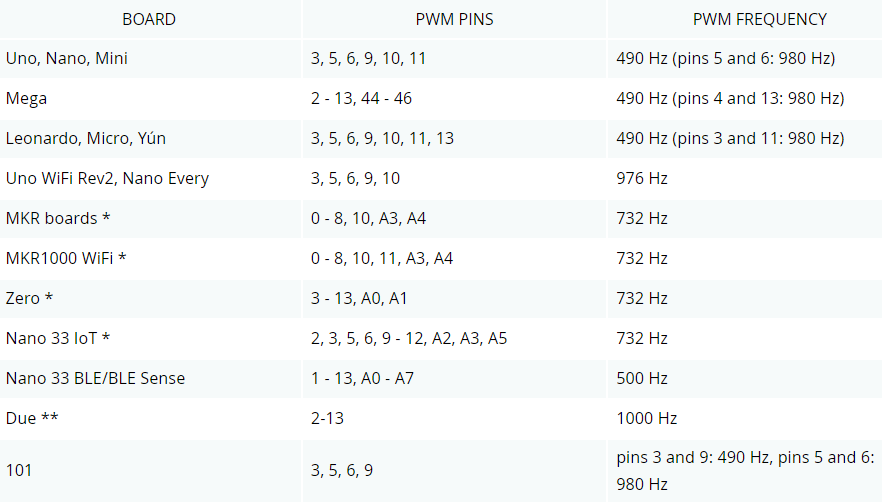 BOARD PWM PINS PWM FREQUENCY
Uno, Nano, Mini 3, 5, 6, 9, 10, 11 490 Hz (pins 5 and 6: 980 Hz)
Mega 2 - 13, 44 - 46 490 Hz (pins 4 and 13: 980 Hz)
Leonardo, Micro, Yún 3, 5, 6, 9, 10, 11, 13 490 Hz (pins 3 and 11: 980 Hz)
Uno WiFi Rev2, Nano Every 3, 5, 6, 9, 10 976 Hz
MKR boards * 0 - 8, 10, A3, A4 732 Hz
MKR1000 WiFi * 0 - 8, 10, 11, A3, A4 732 Hz
Zero * 3 - 13, A0, A1 732 Hz
Nano 33 IoT * 2, 3, 5, 6, 9 - 12, A2, A3, A5 732 Hz
Nano 33 BLE/BLE Sense 1 - 13, A0 - A7 500 Hz
Due ** 2-13 1000 Hz
101 3, 5, 6, 9 pins 3 and 9: 490 Hz, pins 5 and 6:
980 Hz